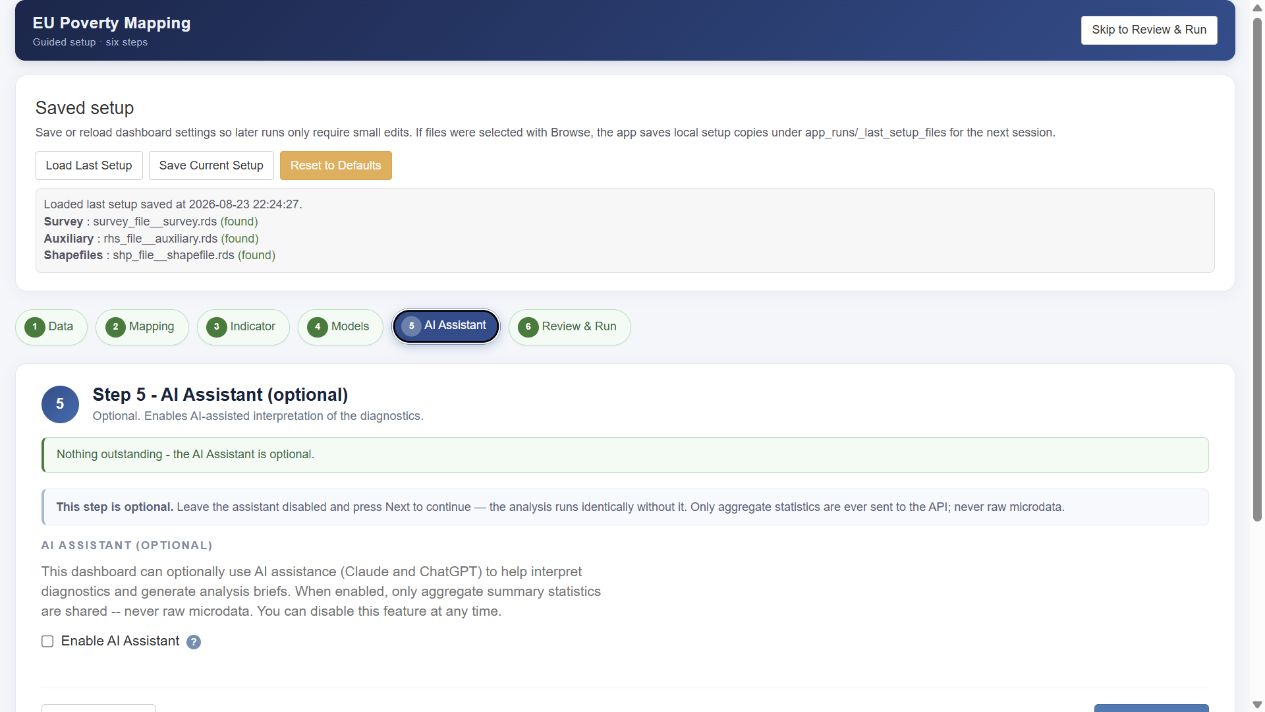 EU Poverty Mapping
Guided setup · six steps
Skip to Review & Run
Saved setup
Save or reload dashboard settings so later runs only require small edits. If files were selected with Browse, the app saves local setup copies under app_runs/_last_setup_files for the next session.
Load Last Setup
Save Current Setup
Reset to Defaults
Loaded last setup saved at 2026-08-23 22:24:27.
Survey : survey_file__survey.rds (found)
Auxiliary : rhs_file__auxiliary.rds (found)
Shapefiles : shp_file__shapefile.rds (found)
1 Data
2 Mapping
3 Indicator
4 Models
5 AI Assistant
6 Review & Run
5
Step 5 - AI Assistant (optional)
Optional. Enables AI-assisted interpretation of the diagnostics.
Nothing outstanding - the AI Assistant is optional.
This step is optional. Leave the assistant disabled and press Next to continue — the analysis runs identically without it. Only aggregate statistics are ever sent to the API; never raw microdata.
AI ASSISTANT (OPTIONAL)
This dashboard can optionally use AI assistance (Claude and ChatGPT) to help interpret
diagnostics and generate analysis briefs. When enabled, only aggregate summary statistics
are shared -- never raw microdata. You can disable this feature at any time.
Enable AI Assistant ?